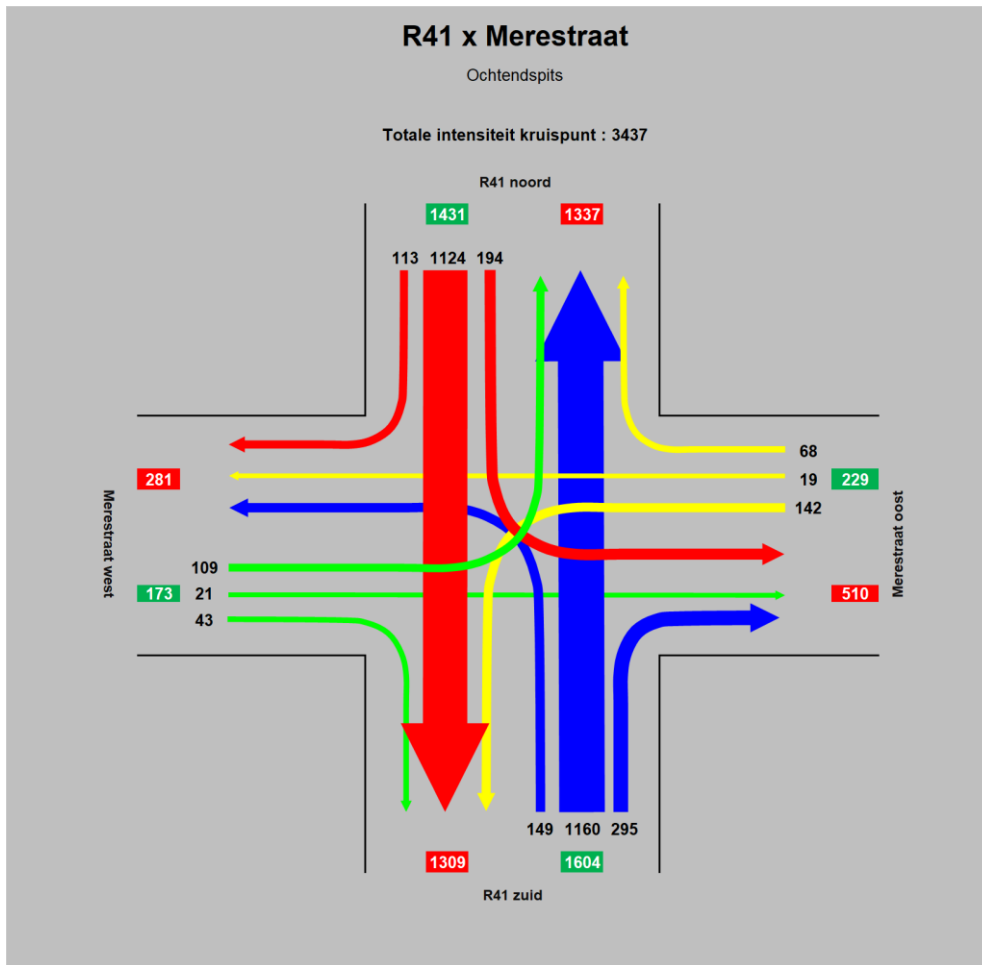 R41 x Merestraat
Ochtendspits
Totale intensiteit kruispunt : 3437
R41 noord
1431 1337
113 1124 194
68
281 19 229
142
Merestraat west
Merestraat oost
109
173 21 510
43
149 1160 295
1309 1604
R41 zuid